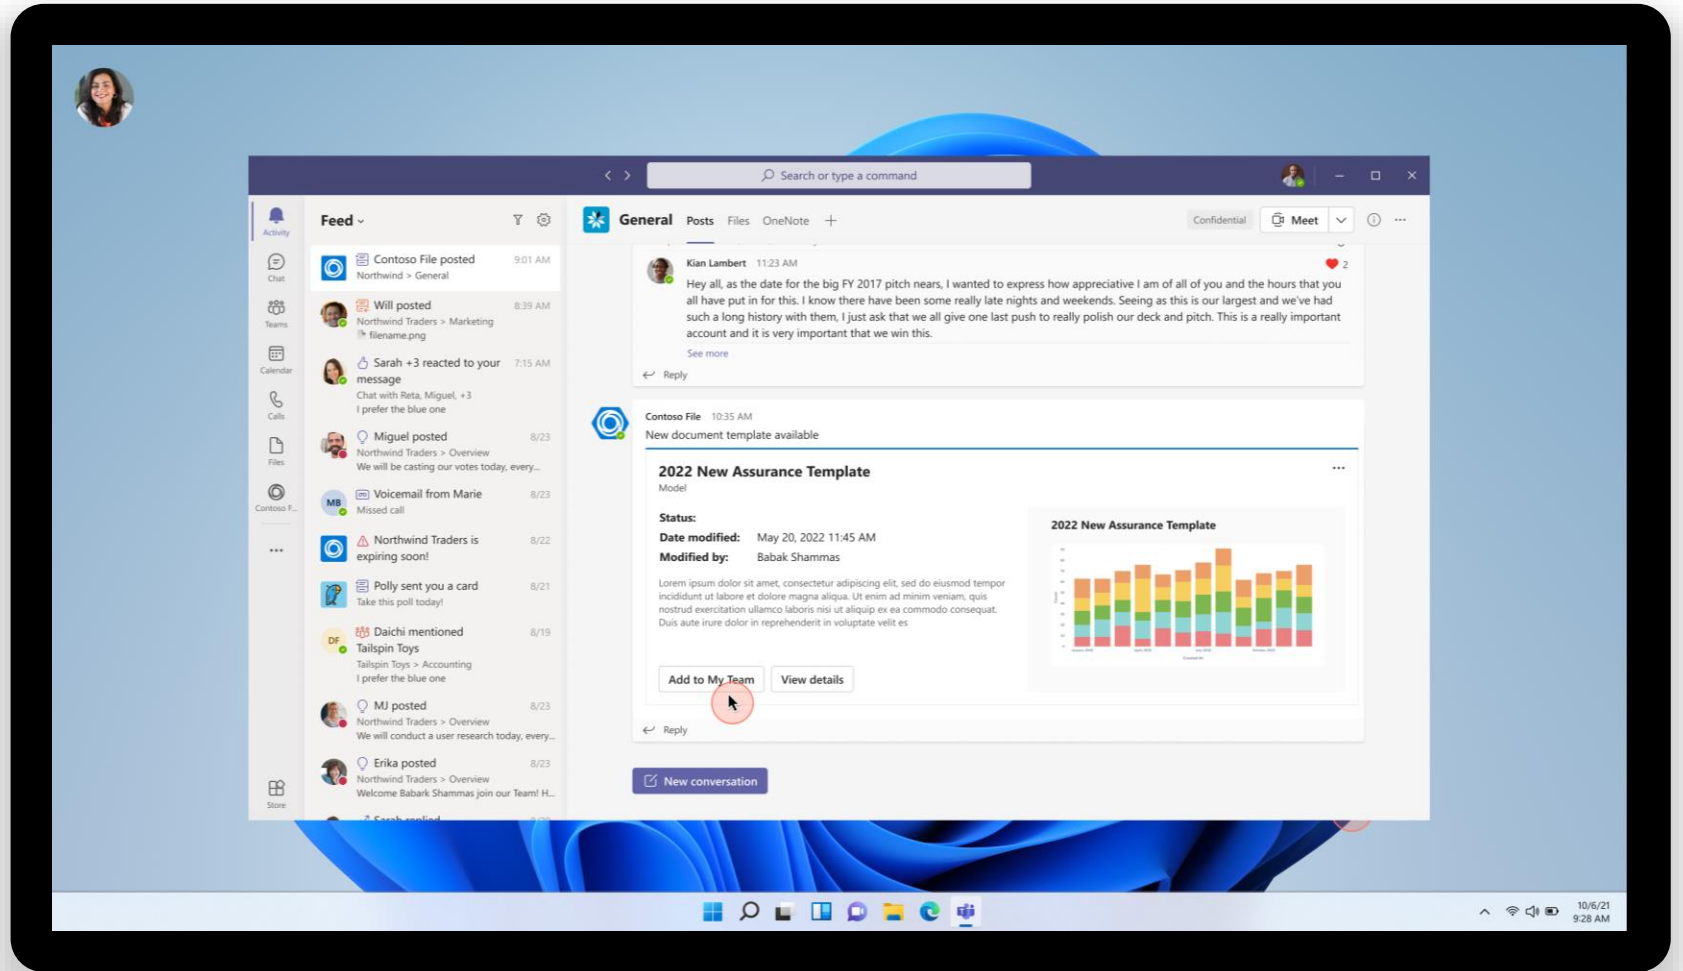 Search or type a command
Activity
Chat
Teams
Calendar
Calls
Files
Contoso F...
Store
Feed
Contoso File posted 9:01 AM
Northwind > General
Will posted 8:39 AM
Northwind Traders > Marketing
filename.png
Sarah +3 reacted to your 7:15 AM
message
Chat with Reta, Miguel, +3
I prefer the blue one
Miguel posted 8/23
Northwind Traders > Overview
We will be casting our votes today, every...
MB
Voicemail from Marie 8/23
Missed call
Northwind Traders is 8/22
expiring soon!
Polly sent you a card 8/21
Take this poll today!
DF
Daichi mentioned 8/19
Tailspin Toys
Tailspin Toys > Accounting
I prefer the blue one
MJ posted 8/23
Northwind Traders > Overview
We will conduct a user research today, every...
Erika posted 8/23
Northwind Traders > Overview
Welcome Babark Shammas join our Team! H...
Sarah replied
General Posts Files OneNote
Confidential Meet
Kian Lambert 11:23 AM
2
Hey all, as the date for the big FY 2017 pitch nears, I wanted to express how appreciative I am of all of you and the hours that you
all have put in for this. I know there have been some really late nights and weekends. Seeing as this is our largest and we've had
such a long history with them, I just ask that we all give one last push to really polish our deck and pitch. This is a really important
account and it is very important that we win this.
See more
Reply
Contoso File 10:35 AM
New document template available
2022 New Assurance Template
Model
Status:
Date modified: May 20, 2022 11:45 AM
Modified by: Babak Shammas
Lorem ipsum dolor sit amet, consectetur adipiscing elit, sed do eiusmod tempor
incididunt ut labore et dolore magna aliqua. Ut enim ad minim veniam, quis
nostrud exercitation ullamco laboris nisi ut aliquip ex ea commodo consequat.
Duis aute irure dolor in reprehenderit in voluptate velit es
2022 New Assurance Template
Add to My Team View details
Reply
New conversation
10/6/21
9:28 AM